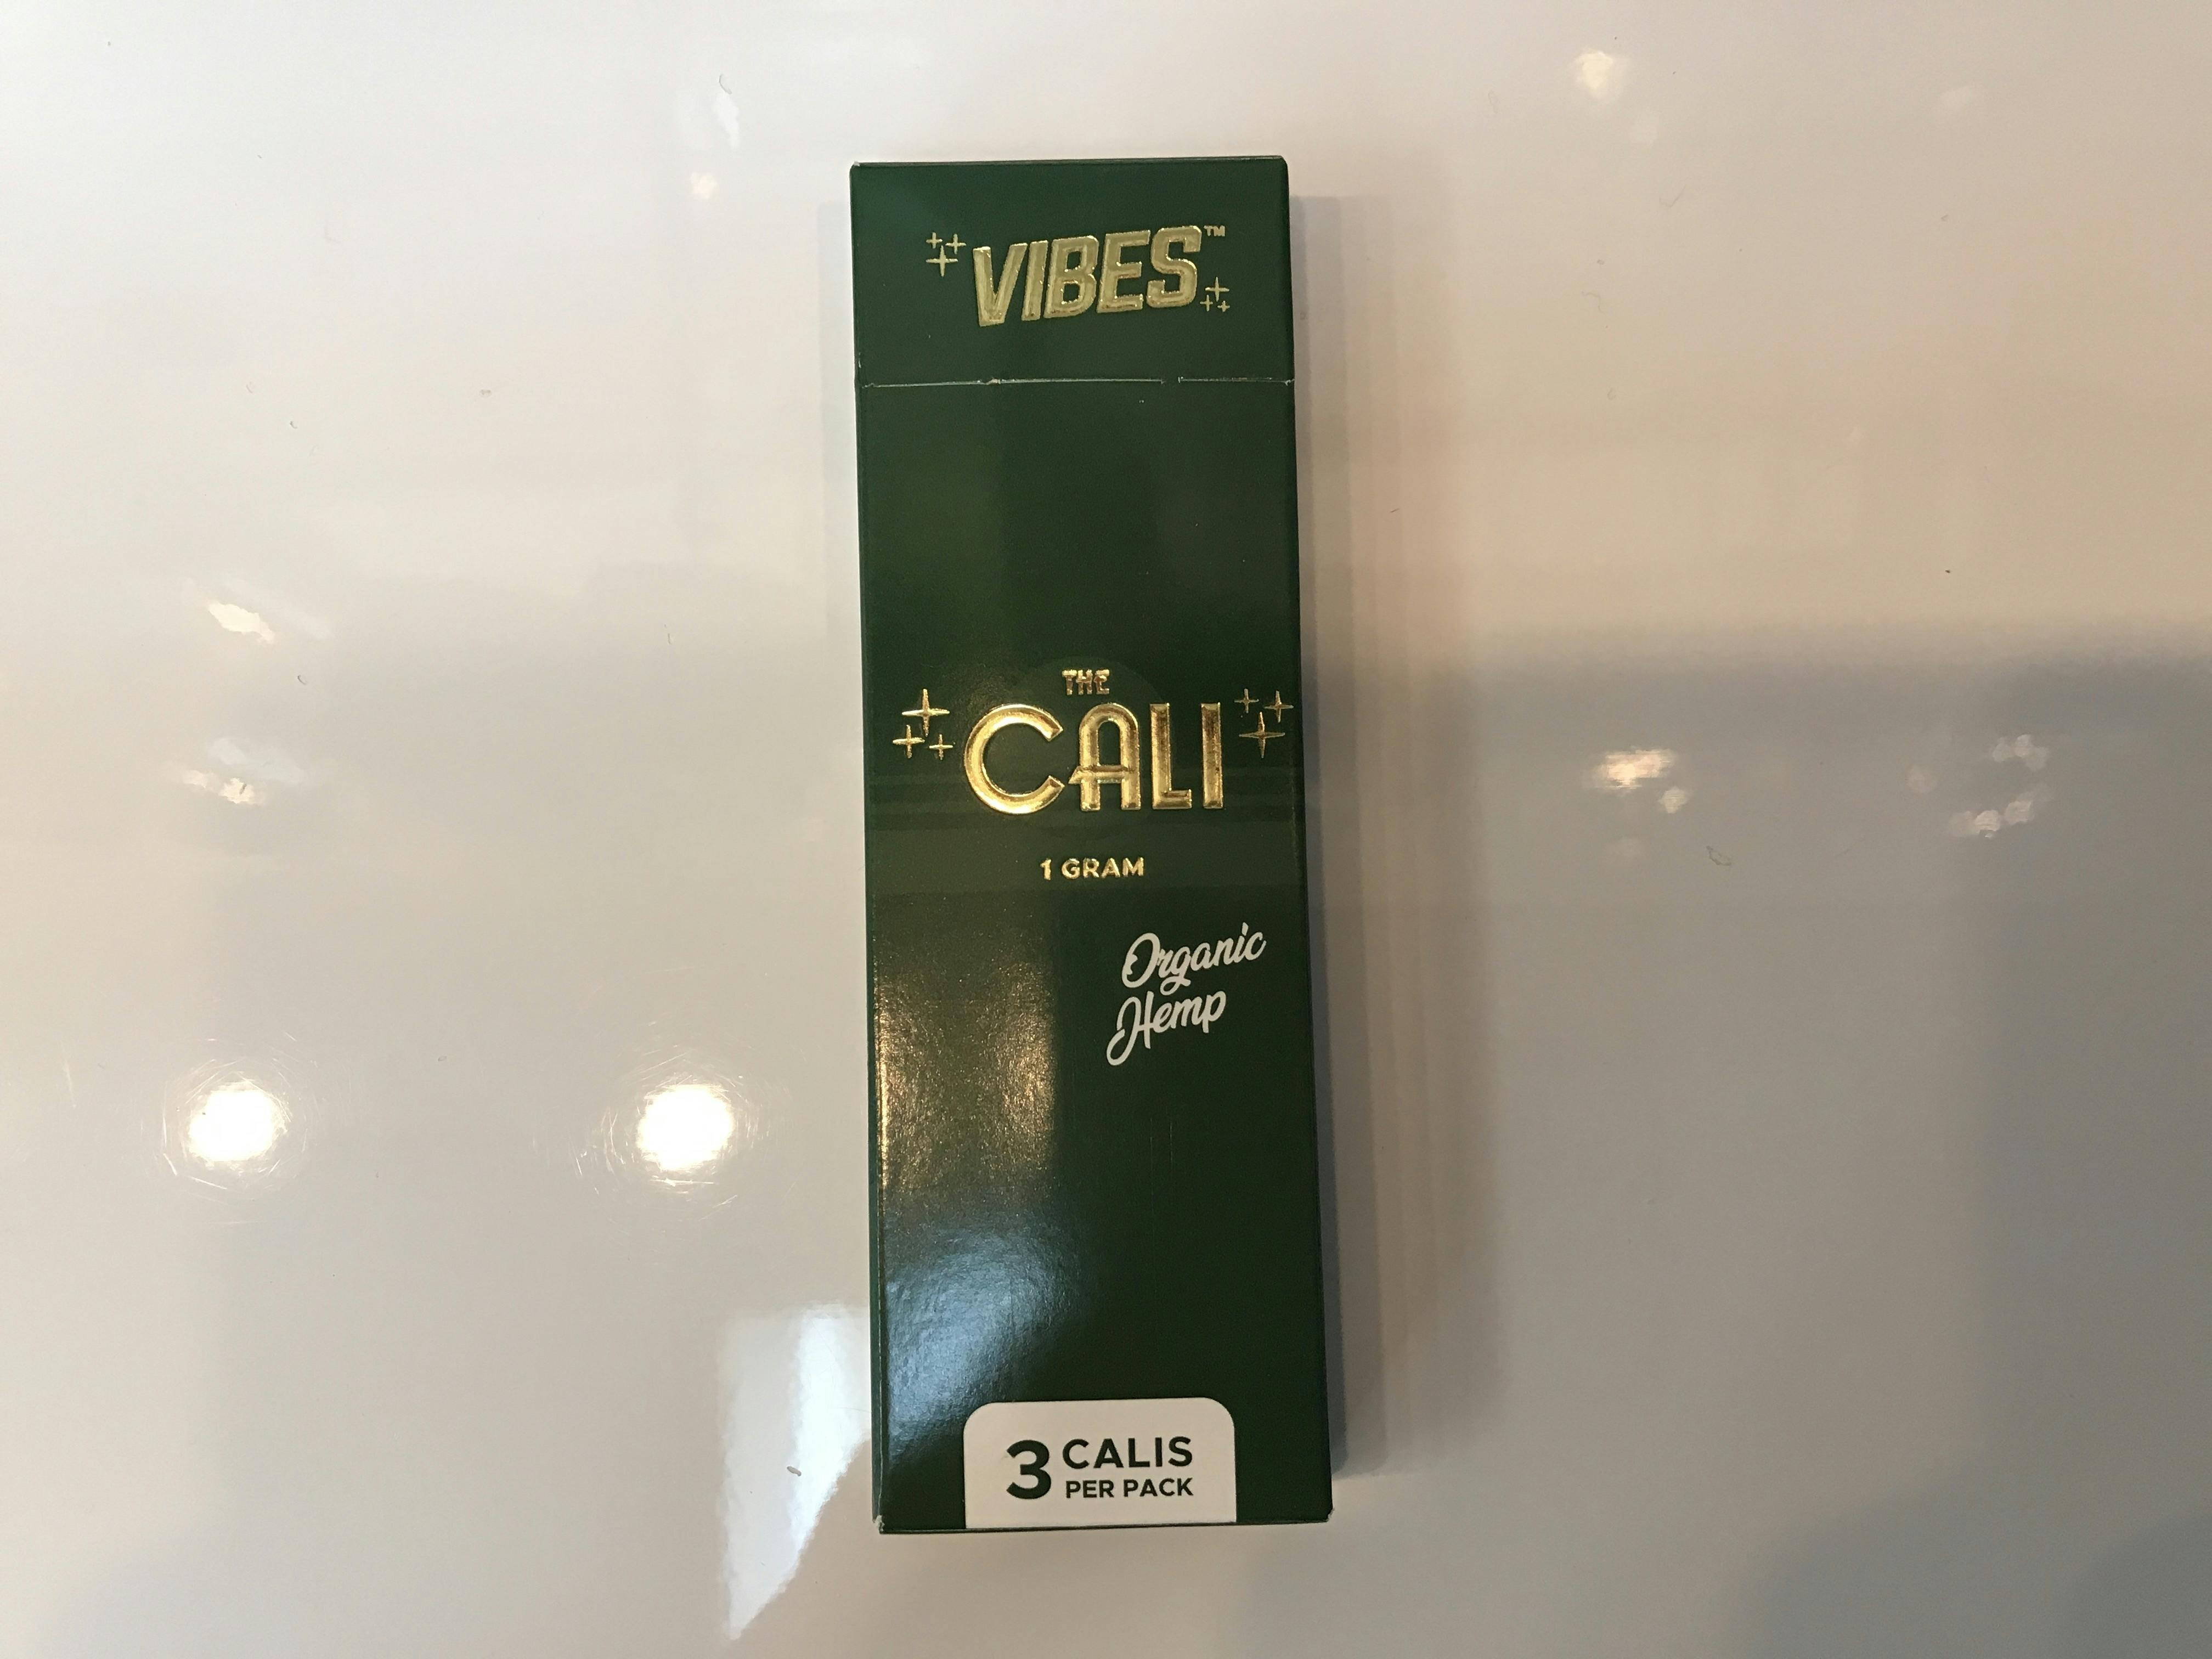 VIBES™
THE
CALI
1 GRAM
Organic
Hemp
3 CALIS
PER PACK